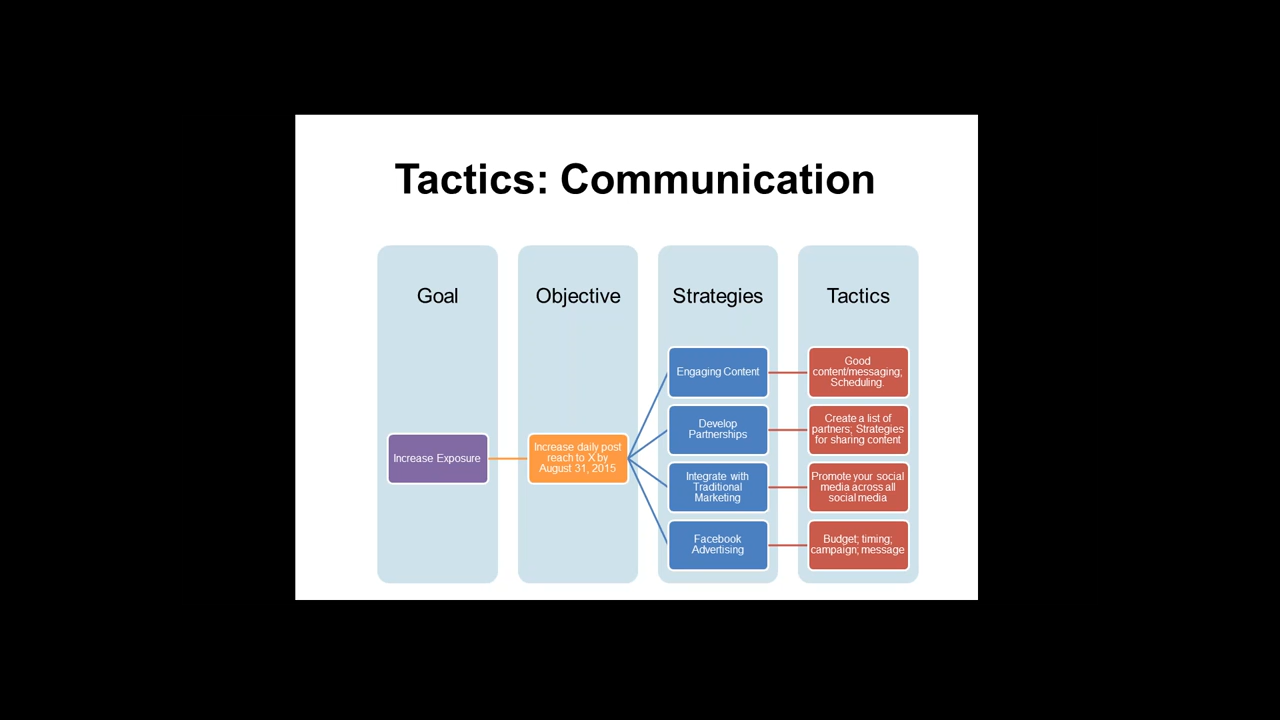 Tactics: Communication
Goal
Objective
Strategies
Tactics
Increase Exposure
Increase daily post
reach to X by
August 31, 2015
Engaging Content
Develop
Partnerships
Integrate with
Traditional
Marketing
Facebook
Advertising
Good
content/messaging;
Scheduling.
Create a list of
partners; Strategies
for sharing content
Promote your social
media across all
social media
Budget; timing;
campaign; message